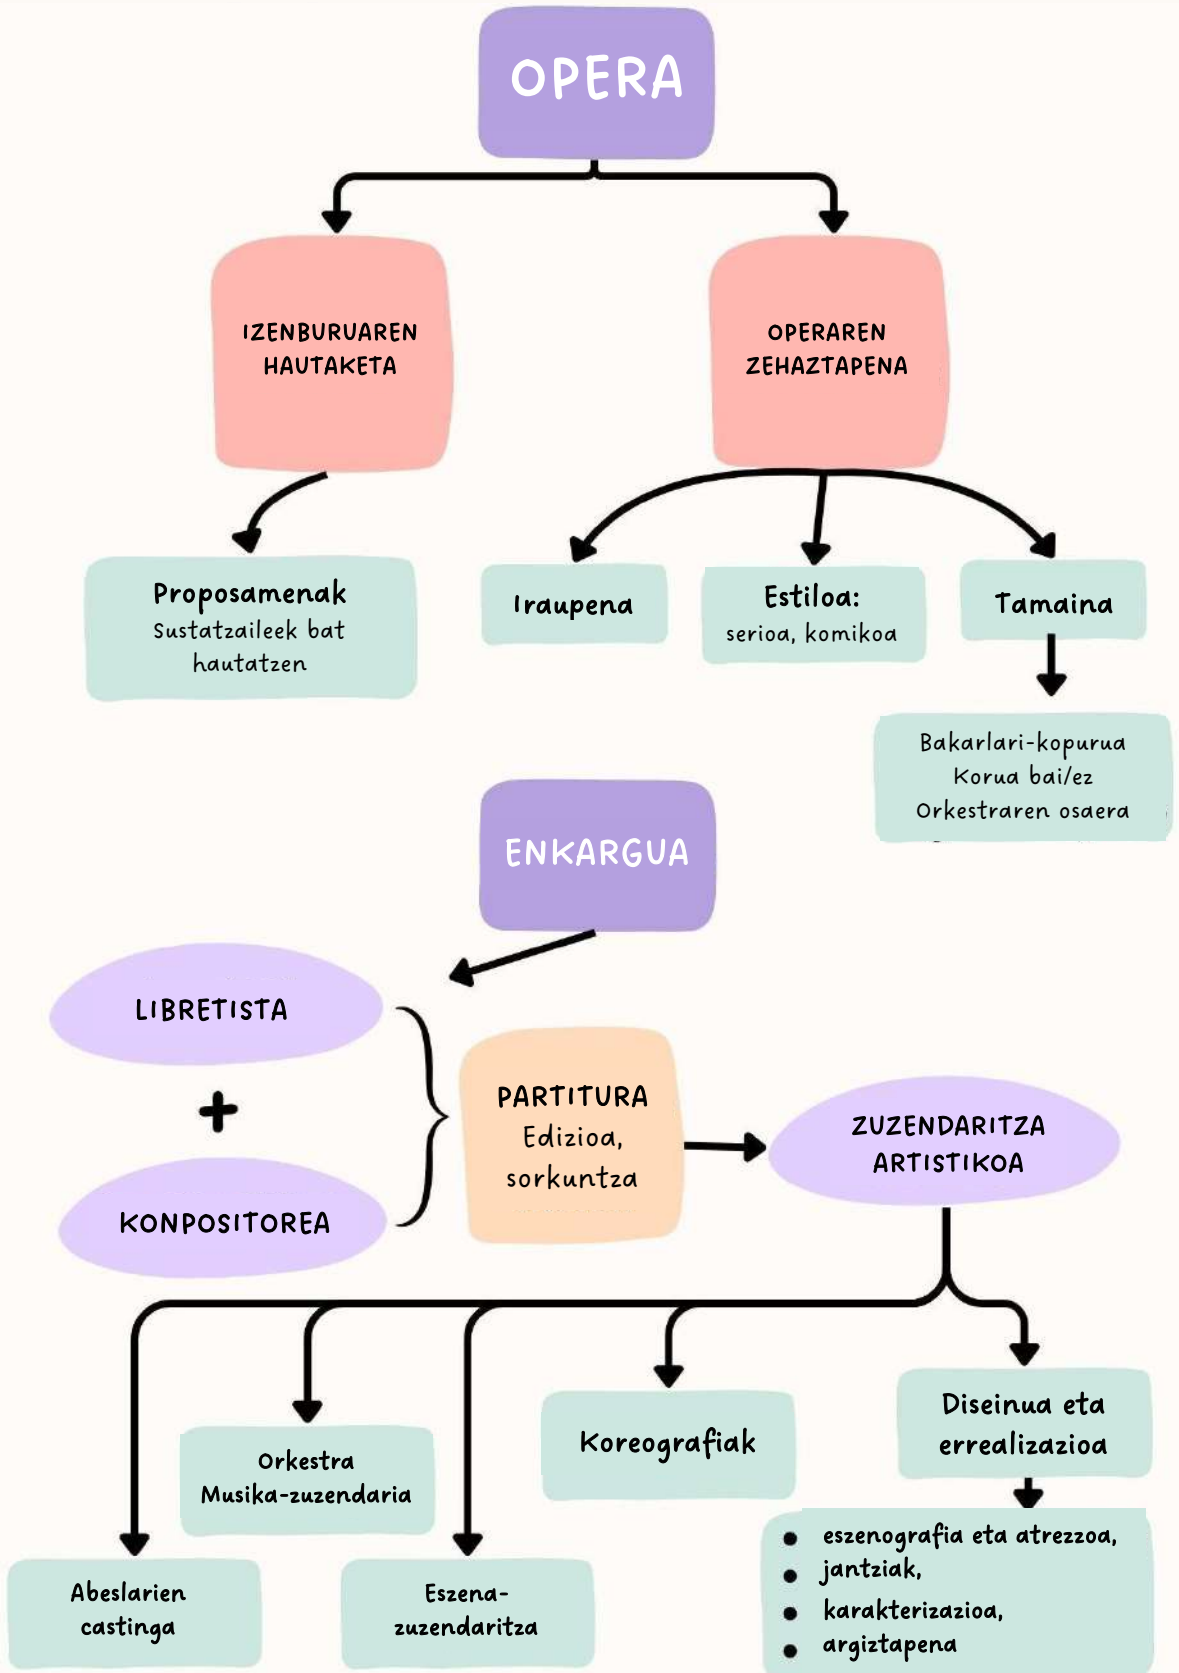 OPERA
IZENBURUAREN
HAUTAKETA
OPERAREN
ZEHAZTAPENA
Proposamenak
Sustatzaileek bat
hautatzen
Iraupena
Estiloa:
serioa, komikoa
Tamaina
Bakarlari-kopurua
Korua bai/ez
Orkestraren osaera
ENKARGUA
LIBRETISTA
+
KONPOSITOREA
PARTITURA
Edizioa,
sorkuntza
ZUZENDARITZA
ARTISTIKOA
Abeslarien
castinga
Orkestra
Musika-zuzendaria
Eszena-
zuzendaritza
Koreografiak
Diseinua eta
errealizazioa
• eszenografia eta atrezzoa,
• jantziak,
• karakterizazioa,
• argiztapena